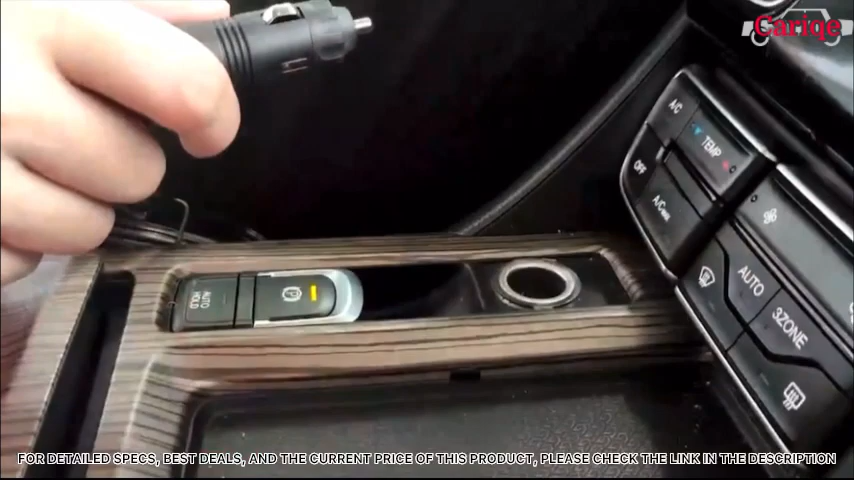 Cariqe
A/C
TEMP
OFF
A/C
AUTO
3ZONE
AUTO
HOLD
FOR DETAILED SPECS, BEST DEALS, AND THE CURRENT PRICE OF THIS PRODUCT, PLEASE CHECK THE LINK IN THE DESCRIPTION